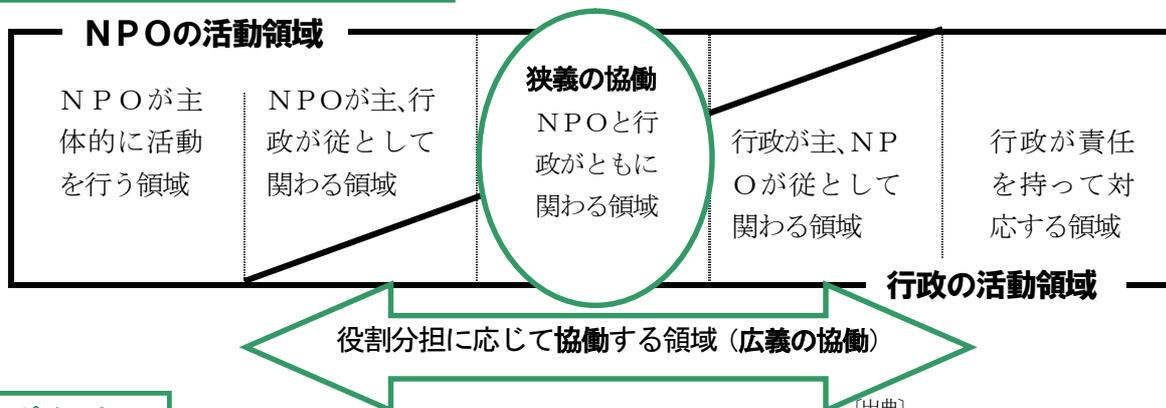 ＮＰＯの活動領域
ＮＰＯが主
体的に活動
を行う領域
ＮＰＯが主、行
政が従として
関わる領域
狭義の協働
ＮＰＯと行
政がともに
関わる領域
行政が主、ＮＰ
Ｏが従として
関わる領域
行政が責任
を持って対
応する領域
行政の活動領域
役割分担に応じて協働する領域（広義の協働）
［出典］